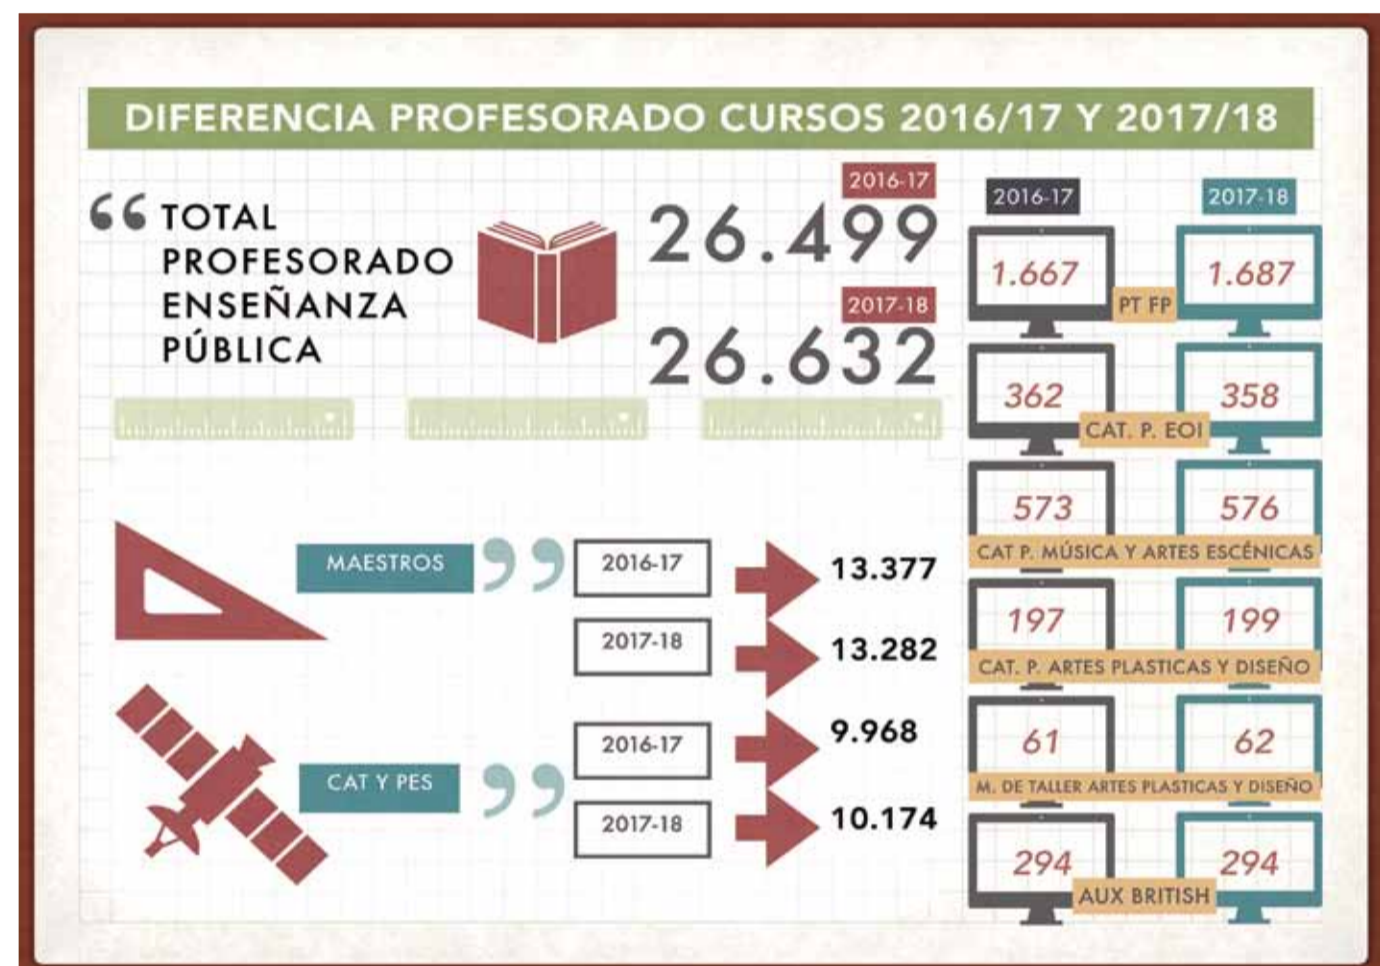 DIFERENCIA PROFESORADO CURSOS 2016/17 Y 2017/18
“ TOTAL
PROFESORADO
ENSEÑANZA
PÚBLICA
2016-17
26.499
2017-18
26.632
MAESTROS ”
2016-17
13.377
2017-18
13.282
CAT Y PES ”
2016-17
9.968
2017-18
10.174
2016-17 2017-18
1.667 1.687
PT FP
362 358
CAT. P. EOI
573 576
CAT P. MÚSICA Y ARTES ESCÉNICAS
197 199
CAT. P. ARTES PLASTICAS Y DISEÑO
61 62
M. DE TALLER ARTES PLASTICAS Y DISEÑO
294 294
AUX BRITISH